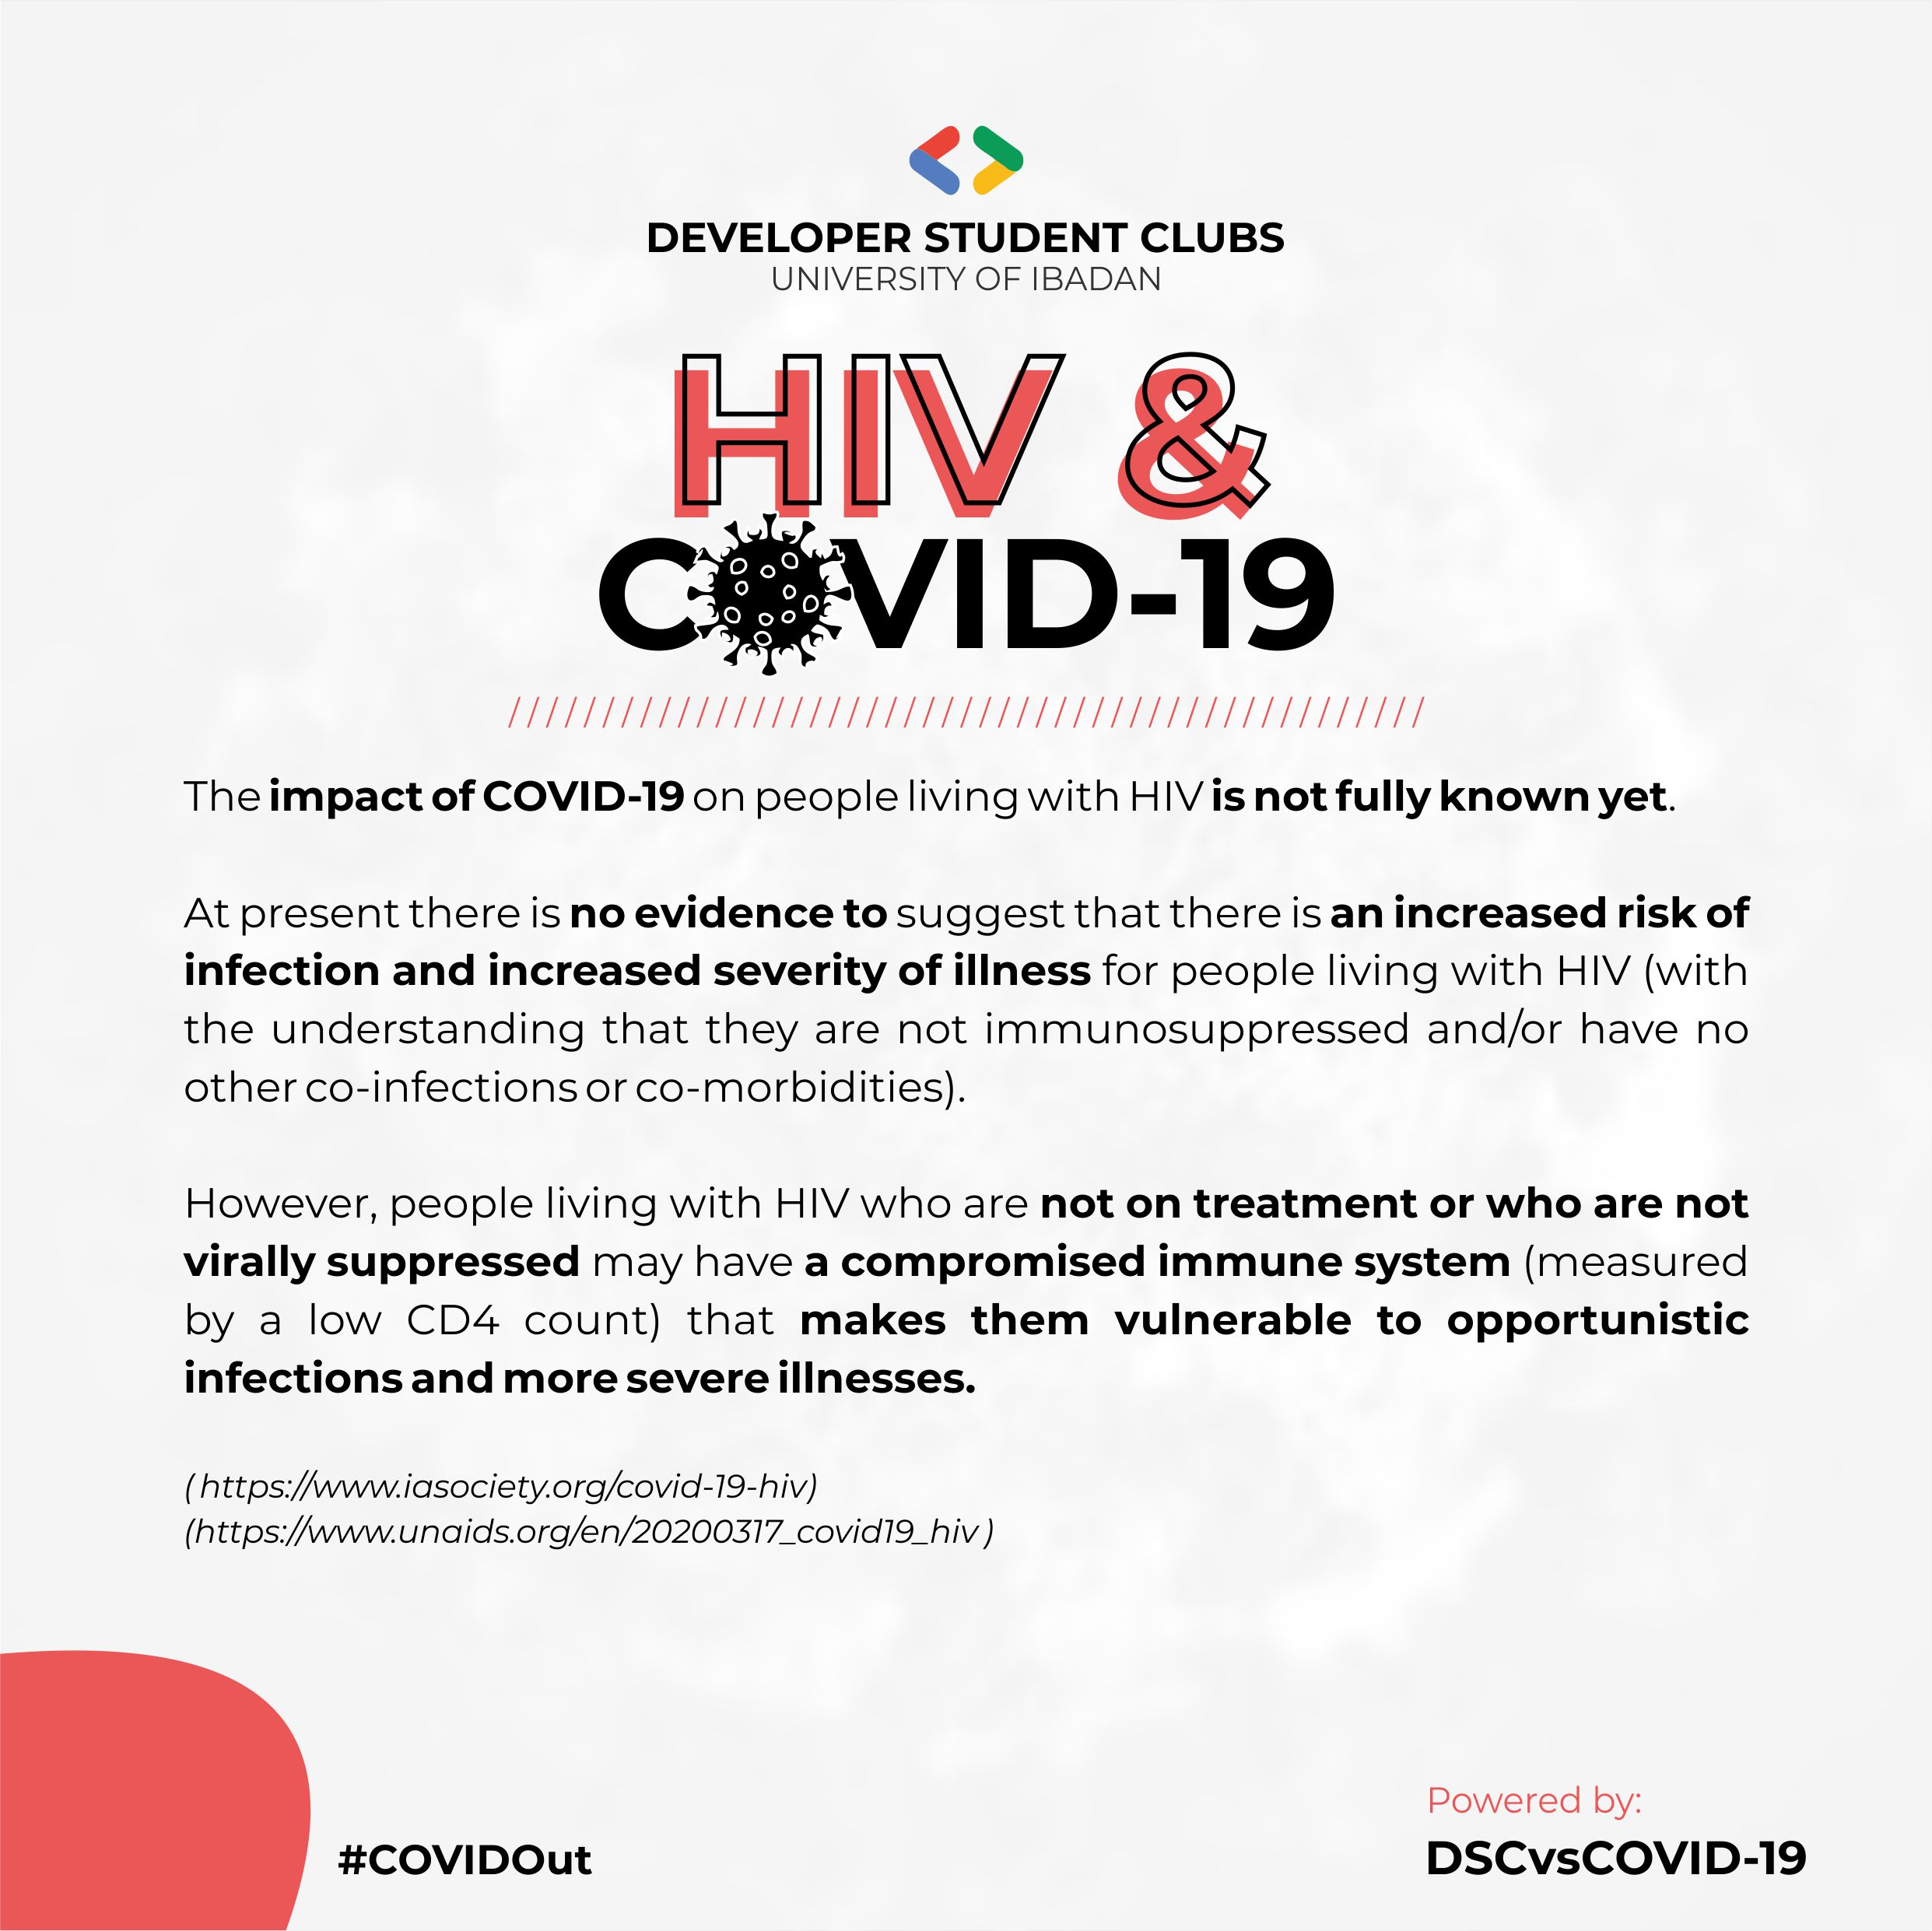 DEVELOPER STUDENT CLUBS
UNIVERSITY OF IBADAN
HIV &
COVID-19
The impact of COVID-19 on people living with HIV is not fully known yet.
At present there is no evidence to suggest that there is an increased risk of
infection and increased severity of illness for people living with HIV (with
the understanding that they are not immunosuppressed and/or have no
other co-infections or co-morbidities).
However, people living with HIV who are not on treatment or who are not
virally suppressed may have a compromised immune system (measured
by a low CD4 count) that makes them vulnerable to opportunistic
infections and more severe illnesses.
( https://www.iasociety.org/covid-19-hiv)
(https://www.unaids.org/en/20200317_covid19_hiv )
#COVIDOut
Powered by:
DSCvsCOVID-19